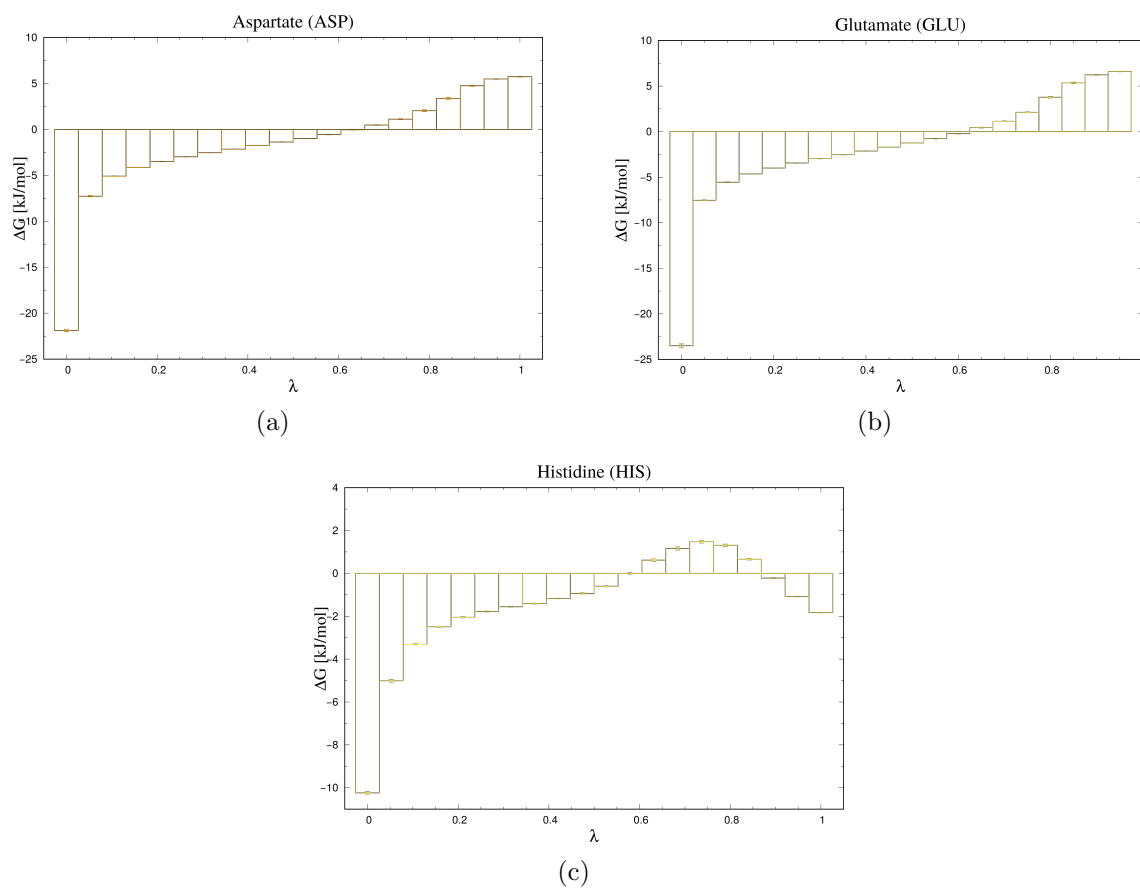 Aspartate (ASP)
10
5
0
−5
−10
−15
−20
−25
ΔG [kJ/mol]
0 0.2 0.4 0.6 0.8 1
λ
(a)
Glutamate (GLU)
10
5
0
−5
−10
−15
−20
−25
ΔG [kJ/mol]
0 0.2 0.4 0.6 0.8
λ
(b)
Histidine (HIS)
4
2
0
−2
−4
−6
−8
−10
ΔG [kJ/mol]
0 0.2 0.4 0.6 0.8 1
λ
(c)